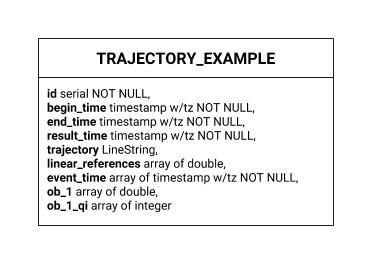 TRAJECTORY_EXAMPLE
id serial NOT NULL,
begin_time timestamp w/tz NOT NULL,
end_time timestamp w/tz NOT NULL,
result_time timestamp w/tz NOT NULL,
trajectory LineString,
linear_references array of double,
event_time array of timestamp w/tz NOT NULL,
ob_1 array of double,
ob_1_qi array of integer